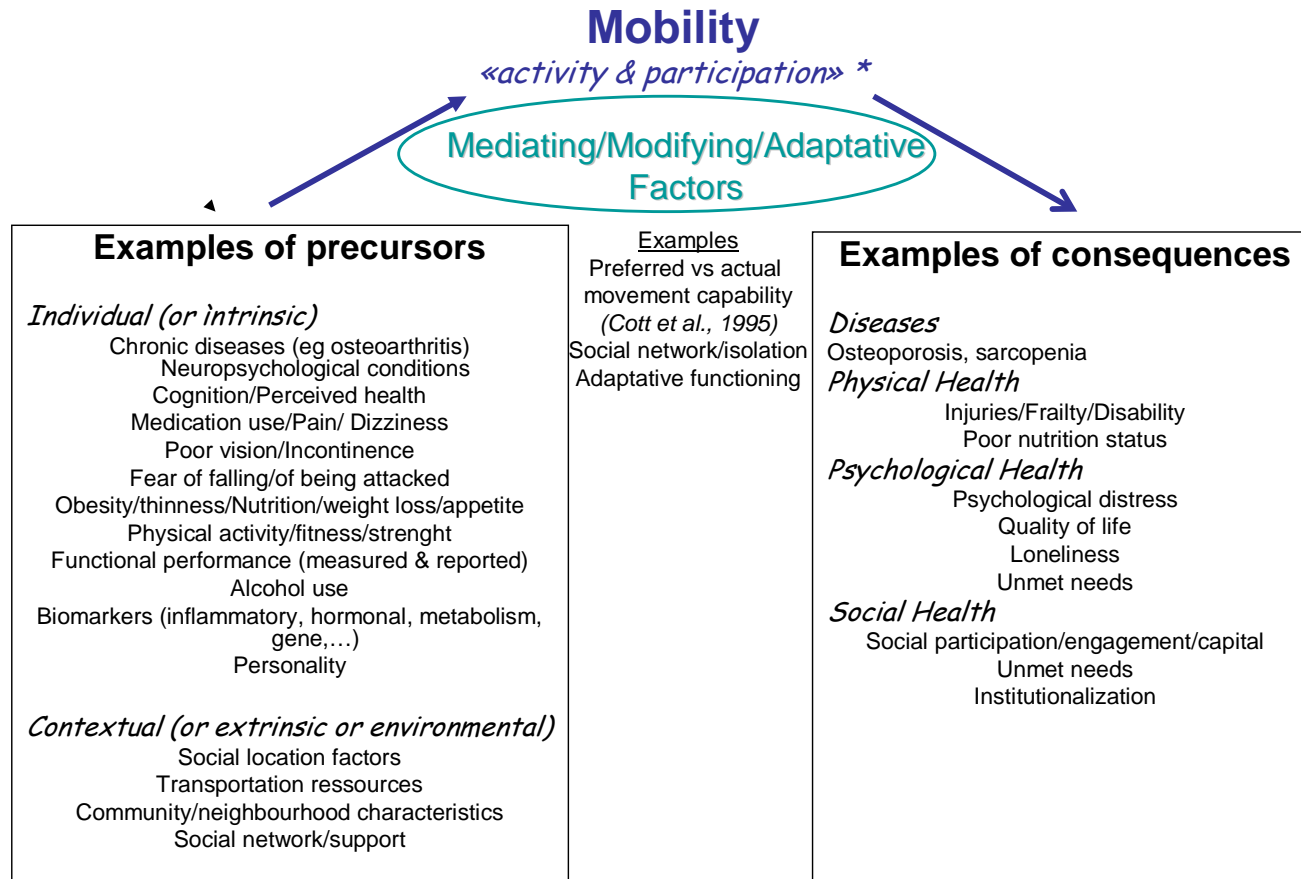 Mobility
«activity & participation» *
Mediating/Modifying/Adaptative
Factors
Examples of precursors
Individual (or ìntrinsic)
Chronic diseases (eg osteoarthritis)
Neuropsychological conditions
Cognition/Perceived health
Medication use/Pain/ Dizziness
Poor vision/Incontinence
Fear of falling/of being attacked
Obesity/thinness/Nutrition/weight loss/appetite
Physical activity/fitness/strenght
Functional performance (measured & reported)
Alcohol use
Biomarkers (inflammatory, hormonal, metabolism,
gene,…)
Personality
Contextual (or extrinsic or environmental)
Social location factors
Transportation ressources
Community/neighbourhood characteristics
Social network/support
Examples
Preferred vs actual
movement capability
(Cott et al., 1995)
Social network/isolation
Adaptative functioning
Examples of consequences
Diseases
Osteoporosis, sarcopenia
Physical Health
Injuries/Frailty/Disability
Poor nutrition status
Psychological Health
Psychological distress
Quality of life
Loneliness
Unmet needs
Social Health
Social participation/engagement/capital
Unmet needs
Institutionalization